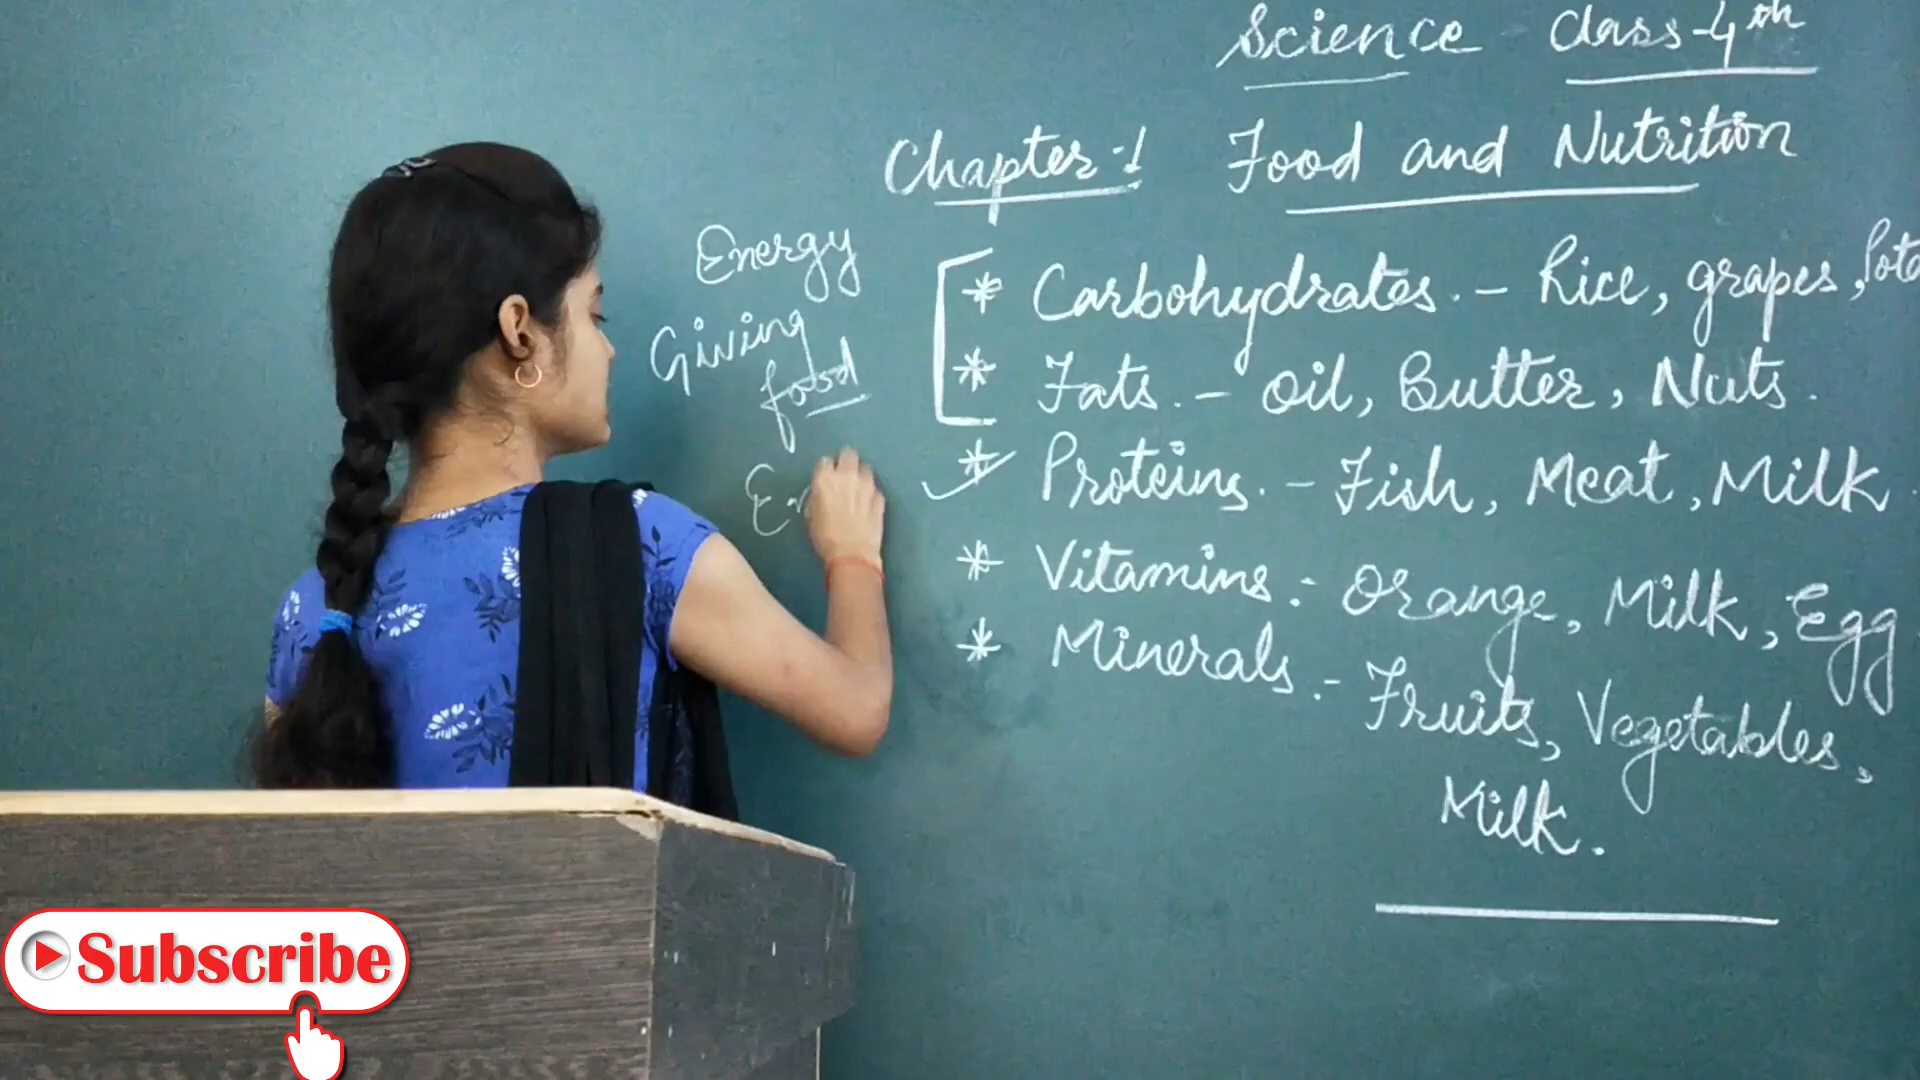 Science - Class-4th
Chapter-1 Food and Nutrition
Energy
Giving
food
* Carbohydrates. - Rice, grapes, Pota
* Fats. - Oil, Butter, Nuts.
* Proteins. - Fish, Meat, Milk.
* Vitamins :- Orange, Milk, Egg.
* Minerals. :- Fruits, Vegetables,
Milk.
Subscribe